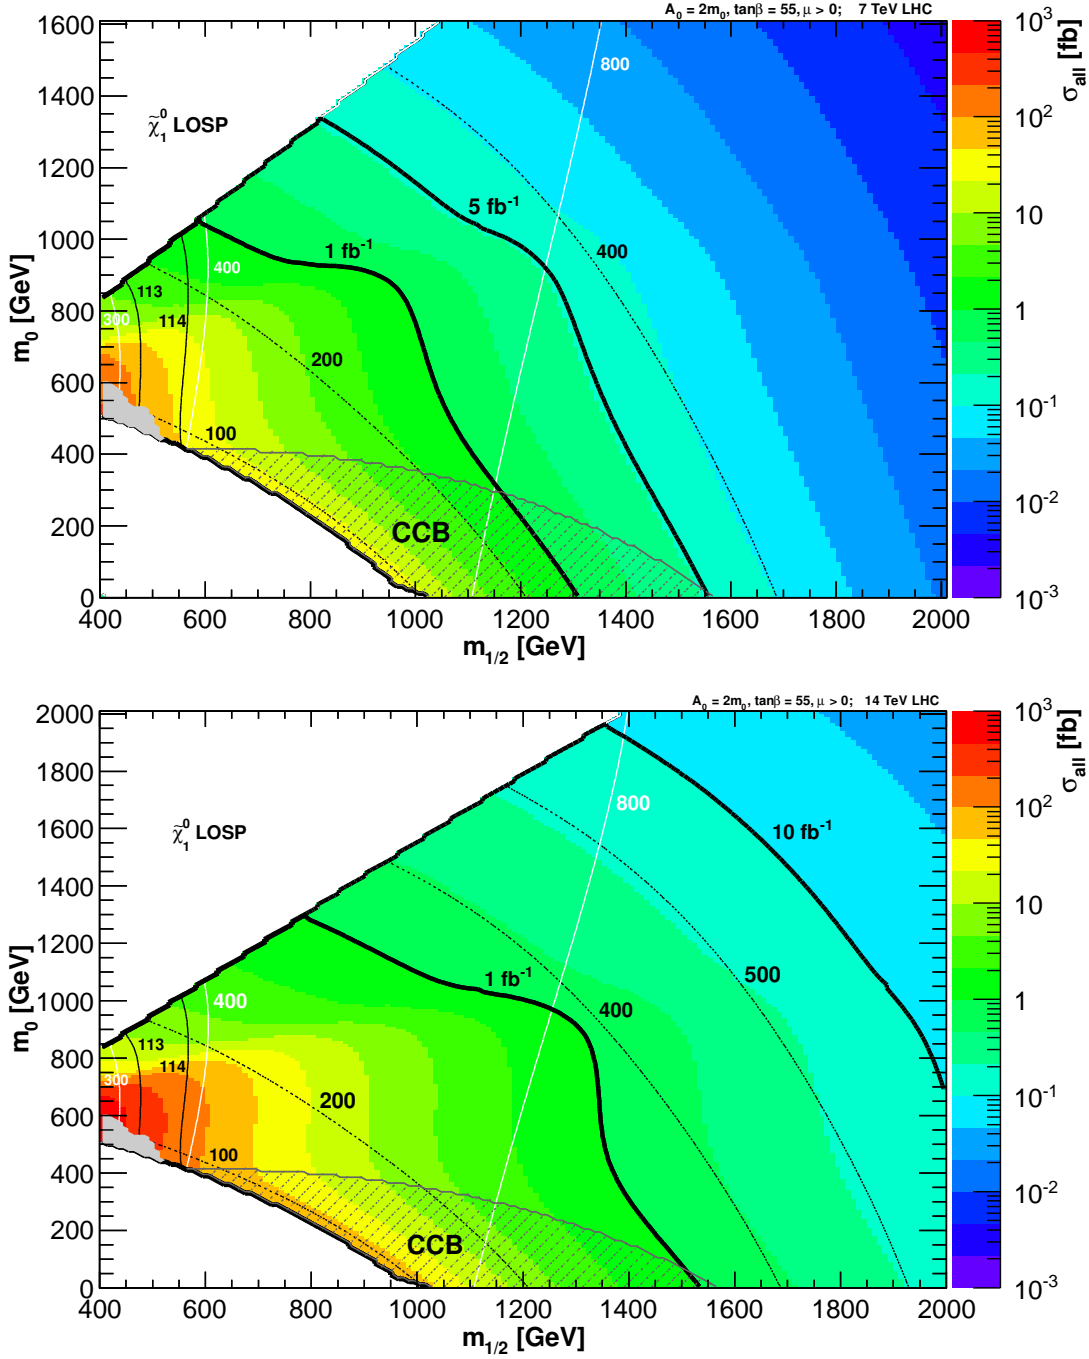 A₀ = 2m₀, tanβ = 55, μ > 0; 7 TeV LHC
1600
1400
1200
1000
800
600
400
200
0
m₀ [GeV]
χ̃₁⁰ LOSP
800
5 fb⁻¹
1 fb⁻¹
400
400
113
300
114
200
100
CCB
400 600 800 1000 1200 1400 1600 1800 2000
m₁/₂ [GeV]
10³
10²
10
1
10⁻¹
10⁻²
10⁻³
σ_all [fb]
A₀ = 2m₀, tanβ = 55, μ > 0; 14 TeV LHC
2000
1800
1600
1400
1200
1000
800
600
400
200
0
m₀ [GeV]
χ̃₁⁰ LOSP
800
10 fb⁻¹
1 fb⁻¹
500
400
400
113
114
300
200
100
CCB
400 600 800 1000 1200 1400 1600 1800 2000
m₁/₂ [GeV]
10³
10²
10
1
10⁻¹
10⁻²
10⁻³
σ_all [fb]